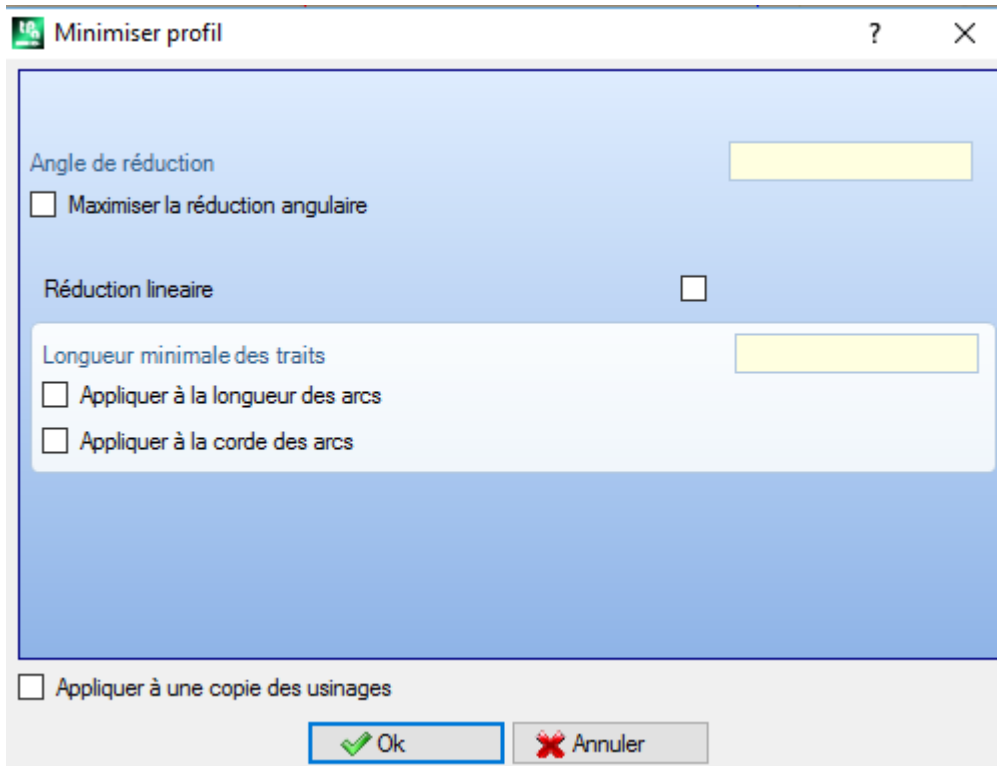 Minimiser profil ?
Angle de réduction
Maximiser la réduction angulaire
Réduction lineaire
Longueur minimale des traits
Appliquer à la longueur des arcs
Appliquer à la corde des arcs
Appliquer à une copie des usinages
Ok Annuler